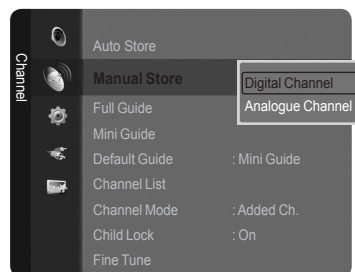 Channel
Auto Store
Manual Store
Digital Channel
Analogue Channel
Full Guide
Mini Guide
Default Guide : Mini Guide
Channel List
Channel Mode : Added Ch.
Child Lock : On
Fine Tune